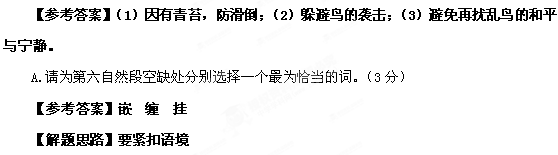 【参考答案】（1）因有青苔，防滑倒；（2）躲避鸟的袭击；（3）避免再扰乱鸟的和平
与宁静。
A.请为第六自然段空缺处分别选择一个最为恰当的词。（3分）
【参考答案】嵌 缠 挂
【解题思路】要紧扣语境